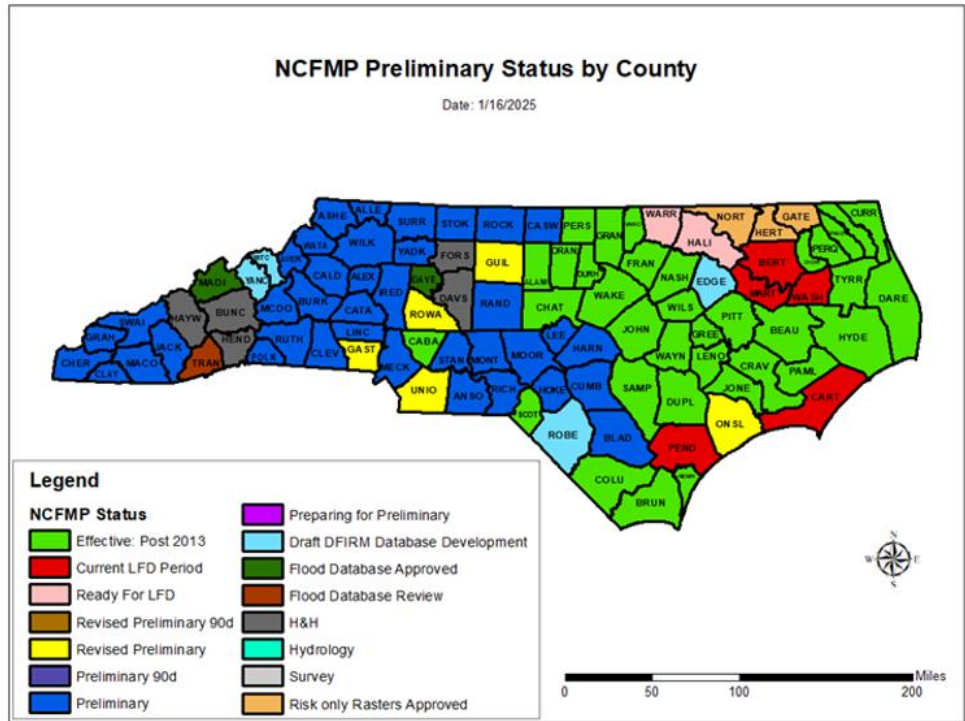 NCFMP Preliminary Status by County
Date: 1/16/2025
ASHE ALLE SURR STOK ROCK CASW PERS GRAN WARR NORT GATE HERT CURR
WATA WILK YADK FORS GUIL ALAM ORAN DURH FRAN HALI BERT PERQ
MITC AVER YANC CALD ALEX IRED DAVE DAVS RAND CHAT WAKE NASH EDGE MART WASH TYRR DARE
MADI BUNC MCDO BURK CATA ROWA WILS PITT BEAU HYDE
HAYW SWAI GRAH JACK HEND RUTH LINC CABA LEE HARN JOHN GREE
CHER CLAY MACO TRAN POLK CLEV GAST MECK STAN MONT MOOR WAYN LENO CRAV PAML
UNIO ANSO RICH HOKE CUMB SAMP DUPL JONE CART
SCOT ROBE BLAD PEND ONSL
COLU BRUN
Legend
NCFMP Status
Effective: Post 2013
Current LFD Period
Ready For LFD
Revised Preliminary 90d
Revised Preliminary
Preliminary 90d
Preliminary
Preparing for Preliminary
Draft DFIRM Database Development
Flood Database Approved
Flood Database Review
H&H
Hydrology
Survey
Risk only Rasters Approved
N
W E
S
Miles
0 50 100 200